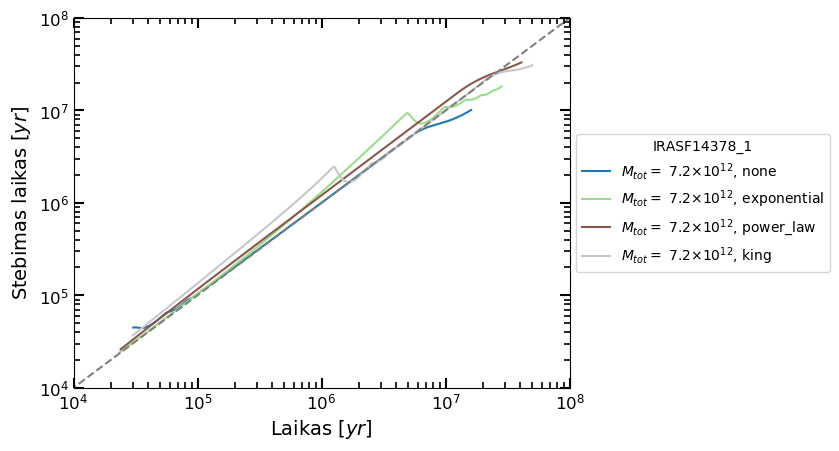 10^8
10^7
10^6
10^5
10^4
Stebimas laikas [yr]
10^4 10^5 10^6 10^7 10^8
Laikas [yr]
IRASF14378_1
M_tot = 7.2×10^12, none
M_tot = 7.2×10^12, exponential
M_tot = 7.2×10^12, power_law
M_tot = 7.2×10^12, king